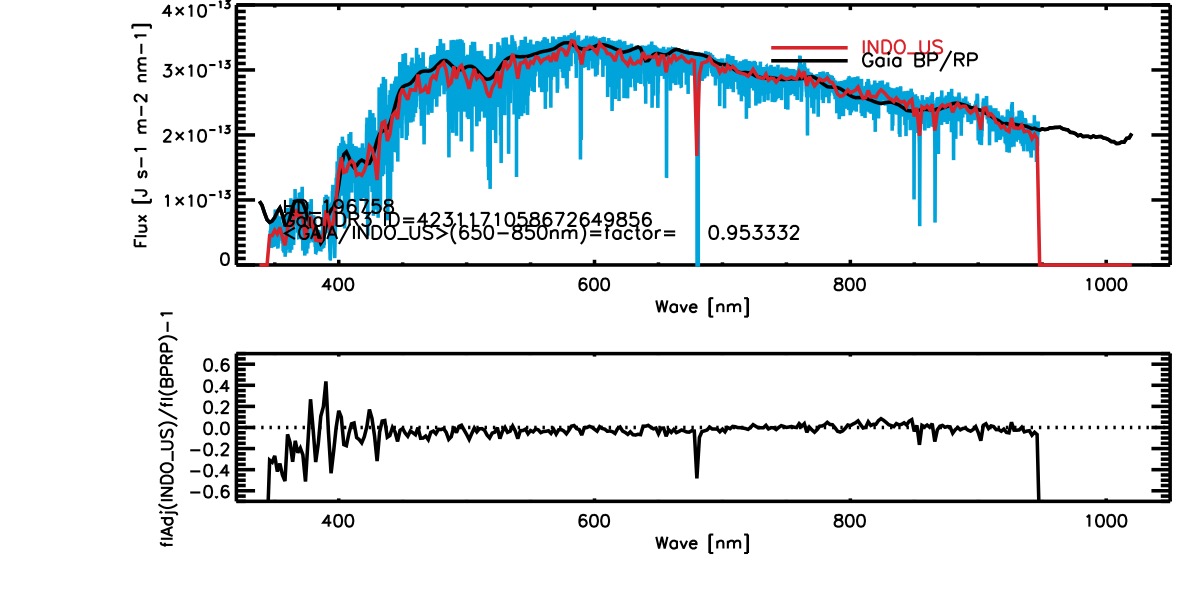 4×10−13
3×10−13
2×10−13
1×10−13
0
Flux [J s−1 m−2 nm−1]
INDO_US
Gaia BP/RP
HD_196758
Gaia DR3 ID=4231171058672649856
<GAIA/INDO_US>(650−850nm)=factor= 0.953332
400 600 800 1000
Wave [nm]
flAdj(INDO_US)/fl(BPRP)−1
0.6
0.4
0.2
0.0
−0.2
−0.4
−0.6
400 600 800 1000
Wave [nm]